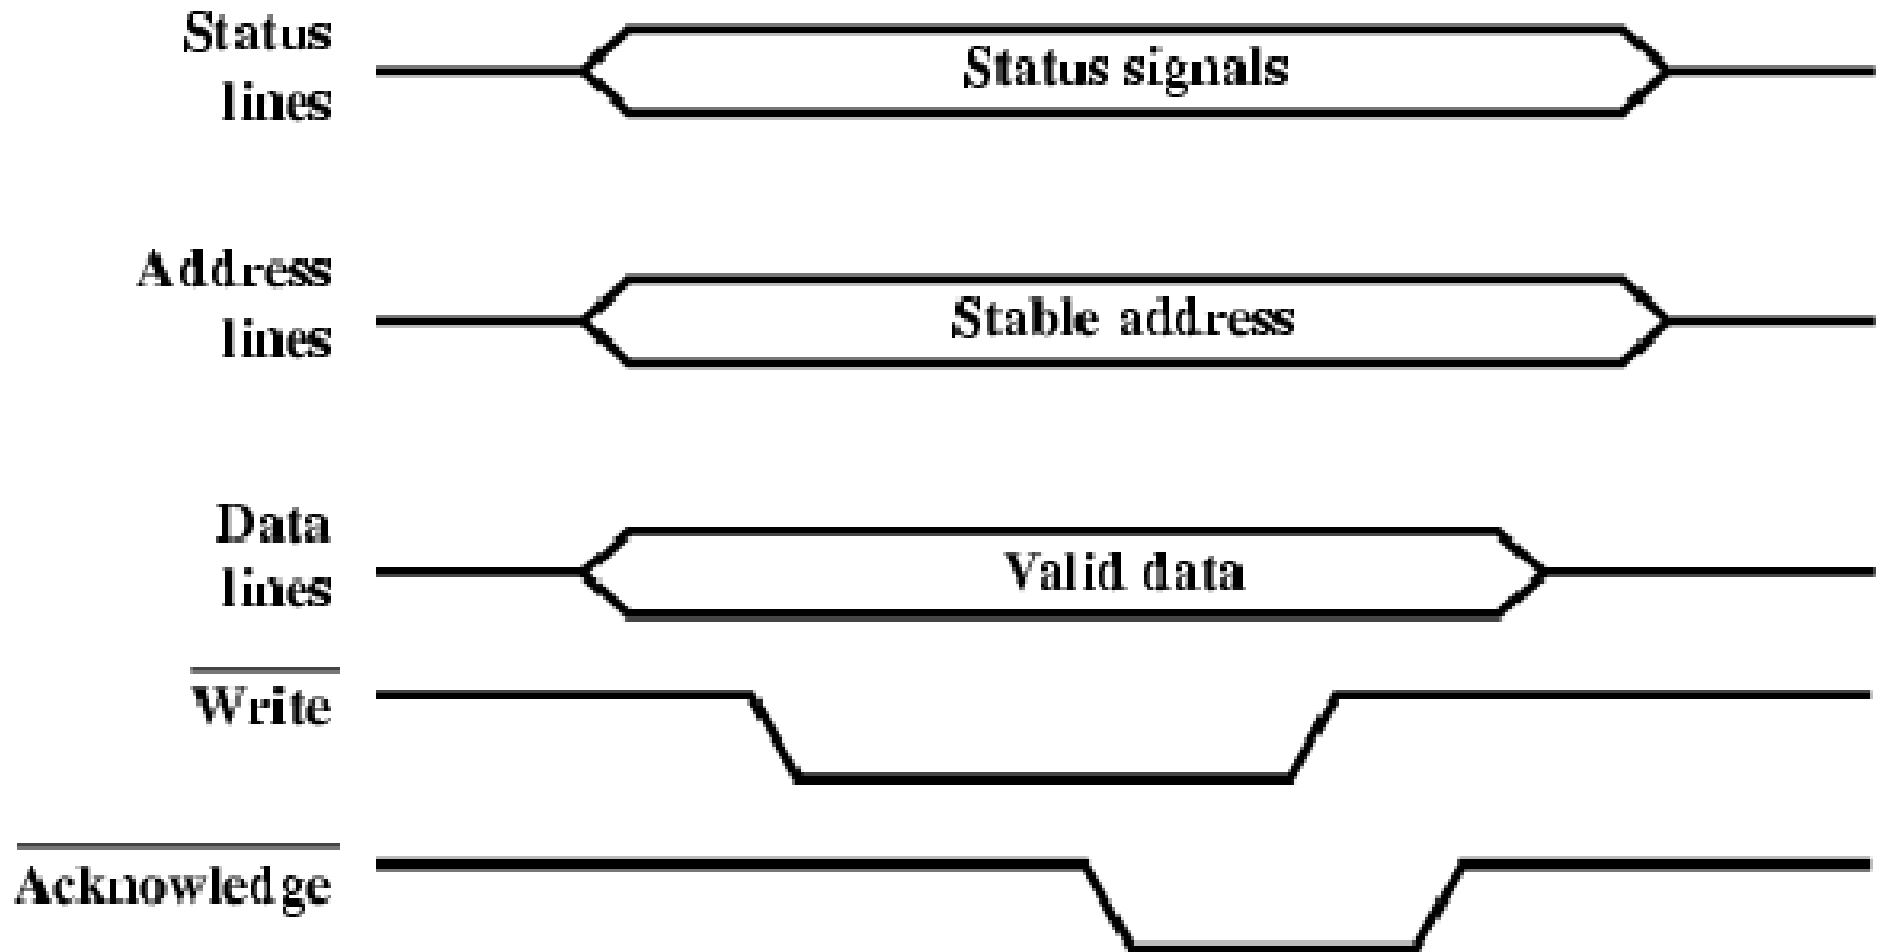 Status
lines
Status signals
Address
lines
Stable address
Data
lines
Valid data
Write
Acknowledge